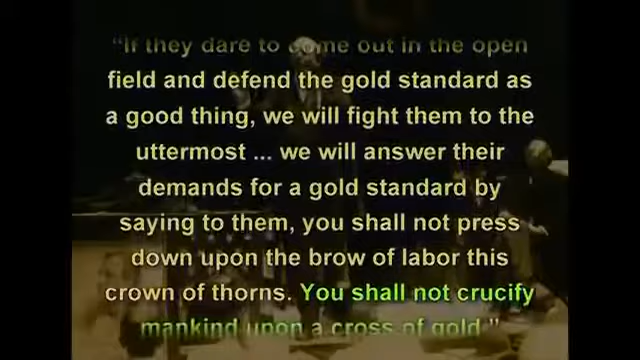 “If they dare to come out in the open
field and defend the gold standard as
a good thing, we will fight them to the
uttermost ... we will answer their
demands for a gold standard by
saying to them, you shall not press
down upon the brow of labor this
crown of thorns. You shall not crucify
mankind upon a cross of gold.”